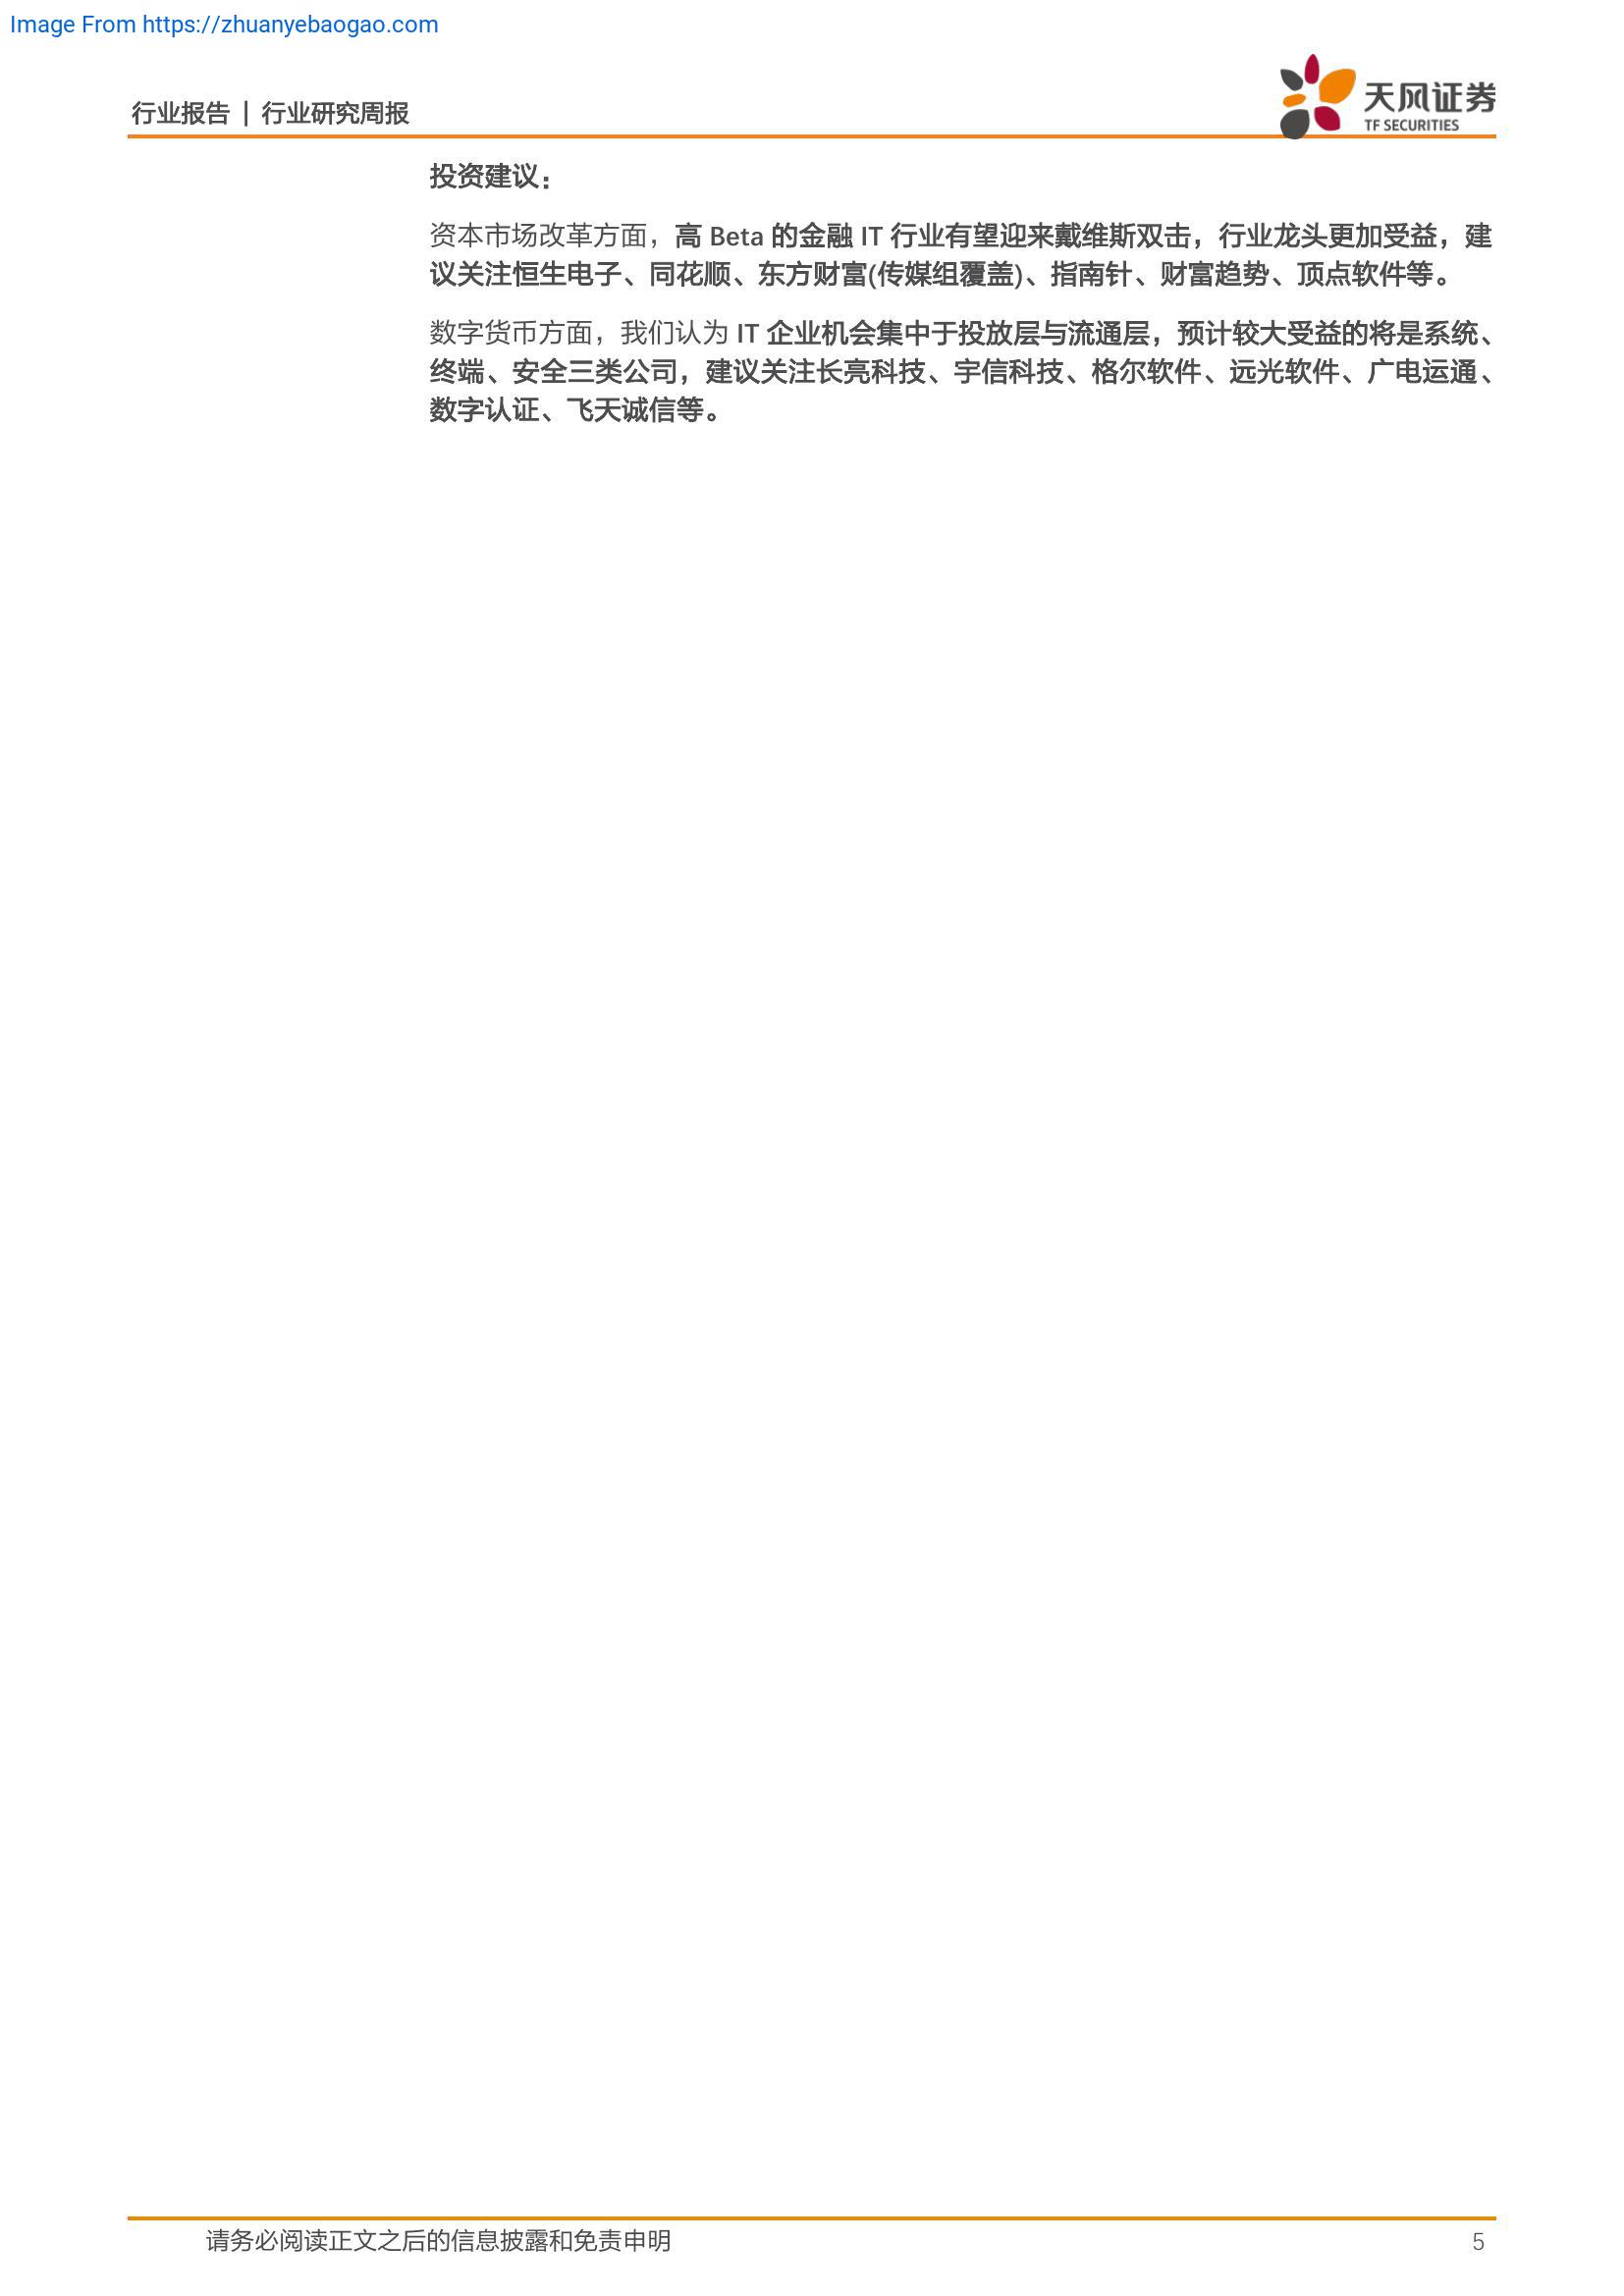 Image From https://zhuanyebaogao.com
行业报告 | 行业研究周报
天风证券
TF SECURITIES
投资建议：
资本市场改革方面，高 Beta 的金融 IT 行业有望迎来戴维斯双击，行业龙头更加受益，建
议关注恒生电子、同花顺、东方财富(传媒组覆盖)、指南针、财富趋势、顶点软件等。
数字货币方面，我们认为 IT 企业机会集中于投放层与流通层，预计较大受益的将是系统、
终端、安全三类公司，建议关注长亮科技、宇信科技、格尔软件、远光软件、广电运通、
数字认证、飞天诚信等。
请务必阅读正文之后的信息披露和免责申明
5